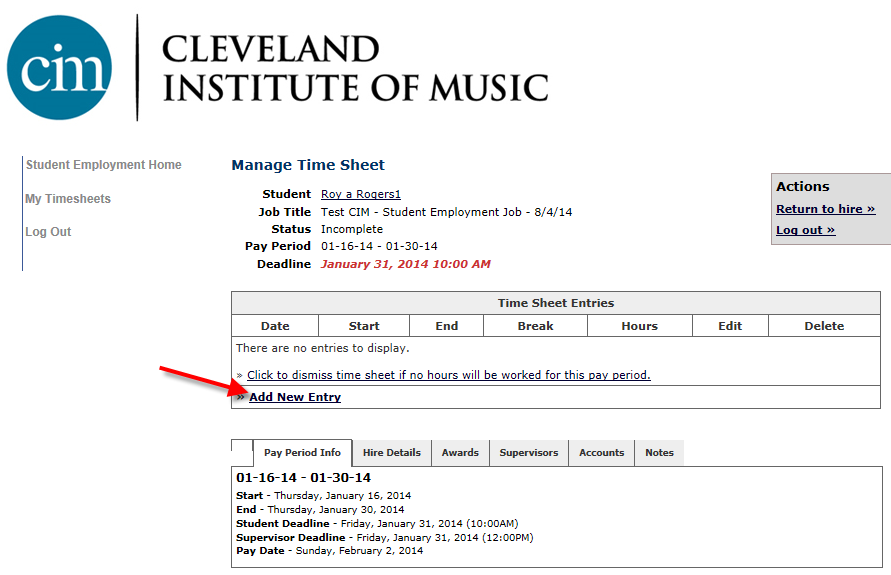 cim
CLEVELAND
INSTITUTE OF MUSIC
Student Employment Home
My Timesheets
Log Out
Manage Time Sheet
Student Roy a Rogers1
Job Title Test CIM - Student Employment Job - 8/4/14
Status Incomplete
Pay Period 01-16-14 - 01-30-14
Deadline January 31, 2014 10:00 AM
Actions
Return to hire »
Log out »
Time Sheet Entries
Date Start End Break Hours Edit Delete
There are no entries to display.
» Click to dismiss time sheet if no hours will be worked for this pay period.
» Add New Entry
Pay Period Info Hire Details Awards Supervisors Accounts Notes
01-16-14 - 01-30-14
Start - Thursday, January 16, 2014
End - Thursday, January 30, 2014
Student Deadline - Friday, January 31, 2014 (10:00AM)
Supervisor Deadline - Friday, January 31, 2014 (12:00PM)
Pay Date - Sunday, February 2, 2014